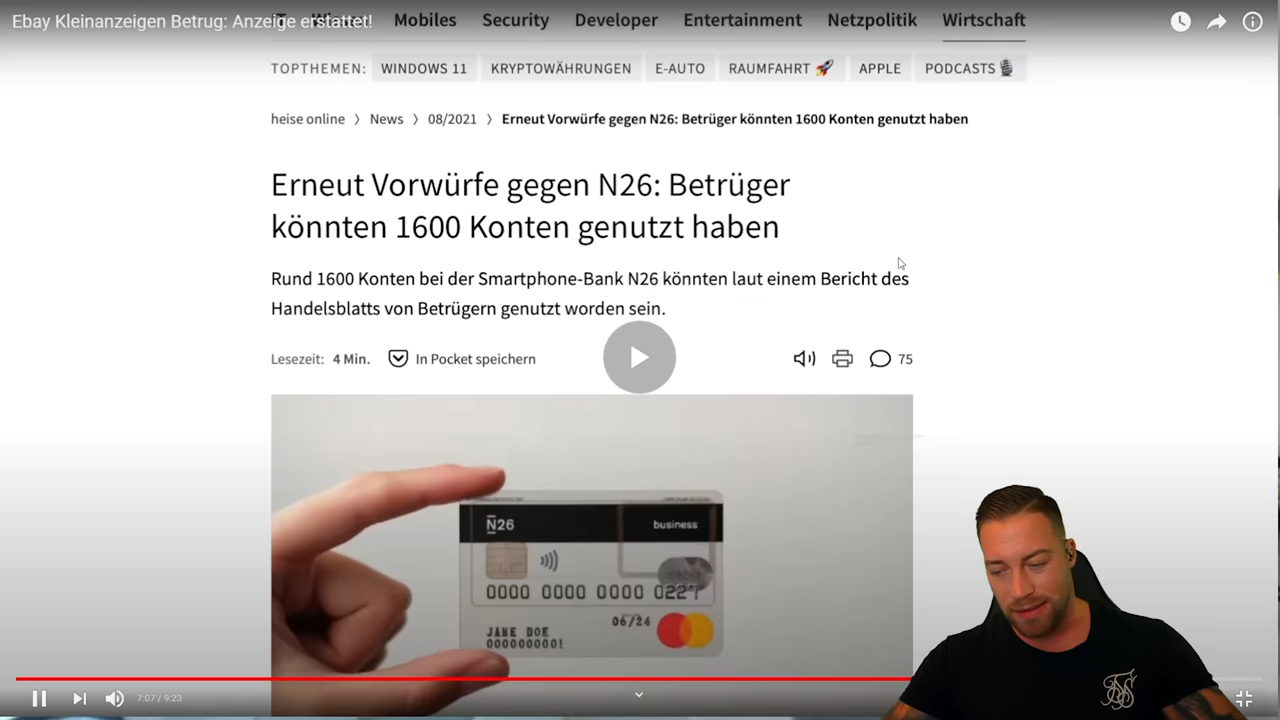 Ebay Kleinanzeigen Betrug: Anzeige erstattet!
Mobiles Security Developer Entertainment Netzpolitik Wirtschaft
TOPTHEMEN: WINDOWS 11 KRYPTOWÄHRUNGEN E-AUTO RAUMFAHRT APPLE PODCASTS
heise online > News > 08/2021 > Erneut Vorwürfe gegen N26: Betrüger könnten 1600 Konten genutzt haben
Erneut Vorwürfe gegen N26: Betrüger
könnten 1600 Konten genutzt haben
Rund 1600 Konten bei der Smartphone-Bank N26 könnten laut einem Bericht des
Handelsblatts von Betrügern genutzt worden sein.
Lesezeit: 4 Min. In Pocket speichern 75
N26 business
0000 0000 0000
06/24
JANE DOE
0000000001
7:07 / 9:23